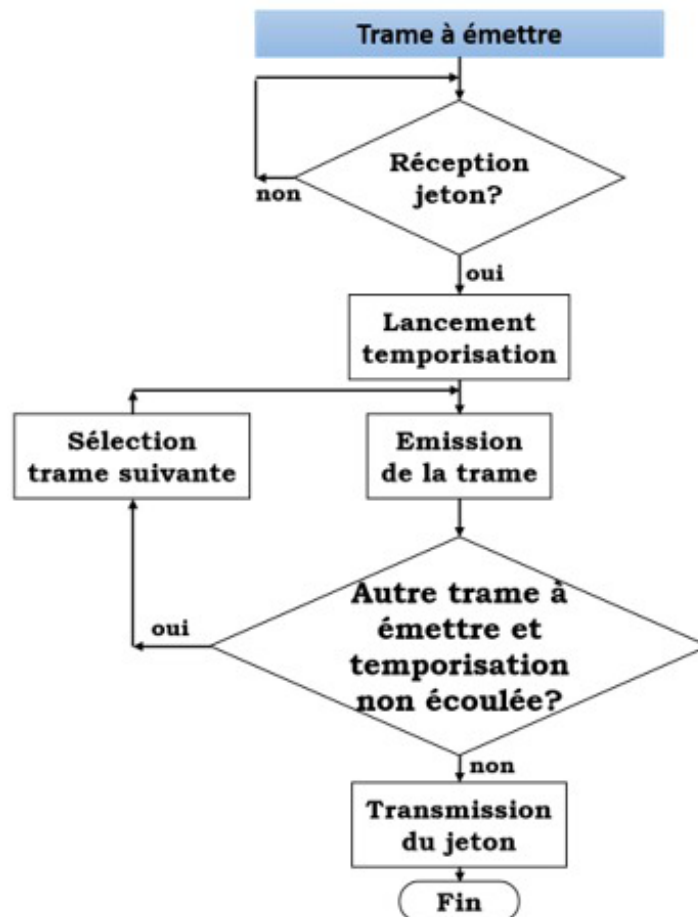 Trame à émettre
Réception
jeton?
non
oui
Lancement
temporisation
Sélection
trame suivante
Emission
de la trame
Autre trame à
émettre et
temporisation
non écoulée?
oui
non
Transmission
du jeton
Fin